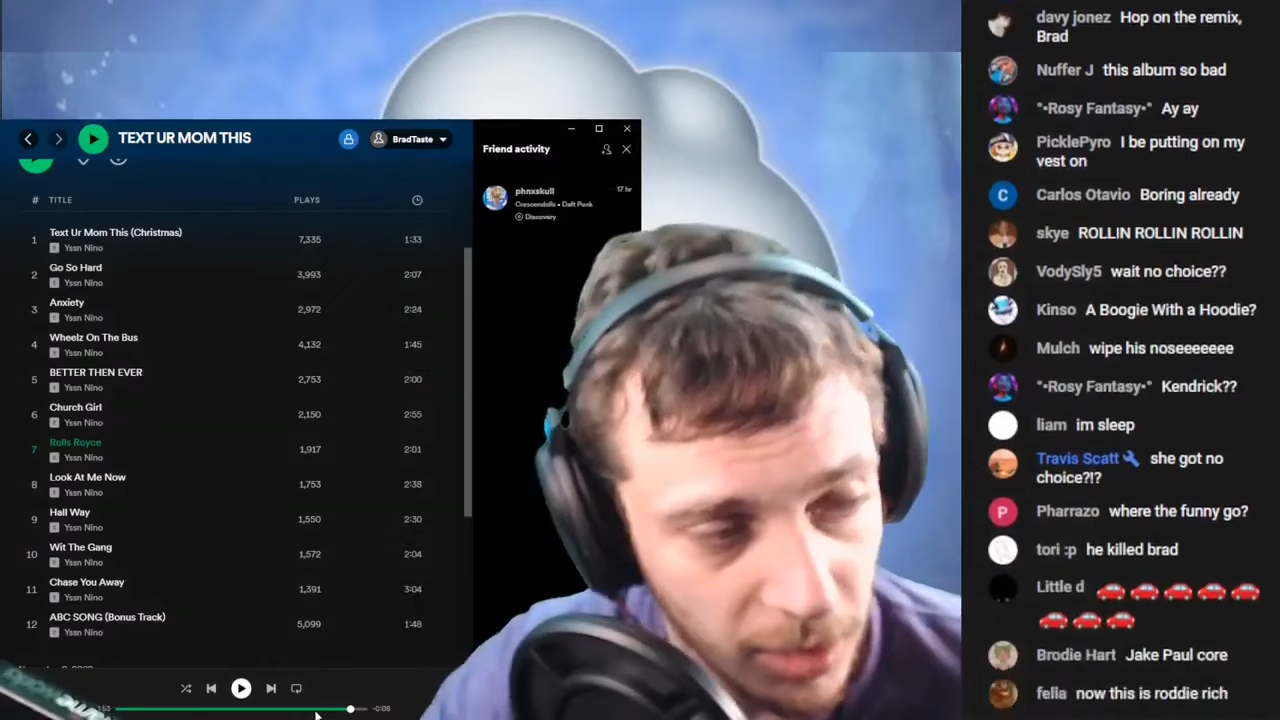 TEXT UR MOM THIS
BradTaste
# TITLE PLAYS
1 Text Ur Mom This (Christmas) 7,335 1:33
E Yssn Nino
2 Go So Hard 3,993 2:07
E Yssn Nino
3 Anxiety 2,972 2:24
E Yssn Nino
4 Wheelz On The Bus 4,132 1:45
E Yssn Nino
5 BETTER THEN EVER 2,753 2:00
E Yssn Nino
6 Church Girl 2,150 2:55
E Yssn Nino
7 Rolls Royce 1,917 2:01
E Yssn Nino
8 Look At Me Now 1,753 2:38
E Yssn Nino
9 Hall Way 1,550 2:30
E Yssn Nino
10 Wit The Gang 1,572 2:04
E Yssn Nino
11 Chase You Away 1,391 3:04
E Yssn Nino
12 ABC SONG (Bonus Track) 5,099 1:48
E Yssn Nino
-0:08
Friend activity
phnxskull 17 hr
Crescendolls • Daft Punk
Discovery
davy jonez Hop on the remix,
Brad
Nuffer J this album so bad
"•Rosy Fantasy•" Ay ay
PicklePyro I be putting on my
vest on
C Carlos Otavio Boring already
skye ROLLIN ROLLIN ROLLIN
VodySly5 wait no choice??
Kinso A Boogie With a Hoodie?
Mulch wipe his noseeeeeee
"•Rosy Fantasy•" Kendrick??
liam im sleep
Travis Scatt she got no
choice?!?
P Pharrazo where the funny go?
tori :p he killed brad
Little d 🚗🚗🚗🚗🚗
🚗🚗🚗
Brodie Hart Jake Paul core
felia now this is roddie rich